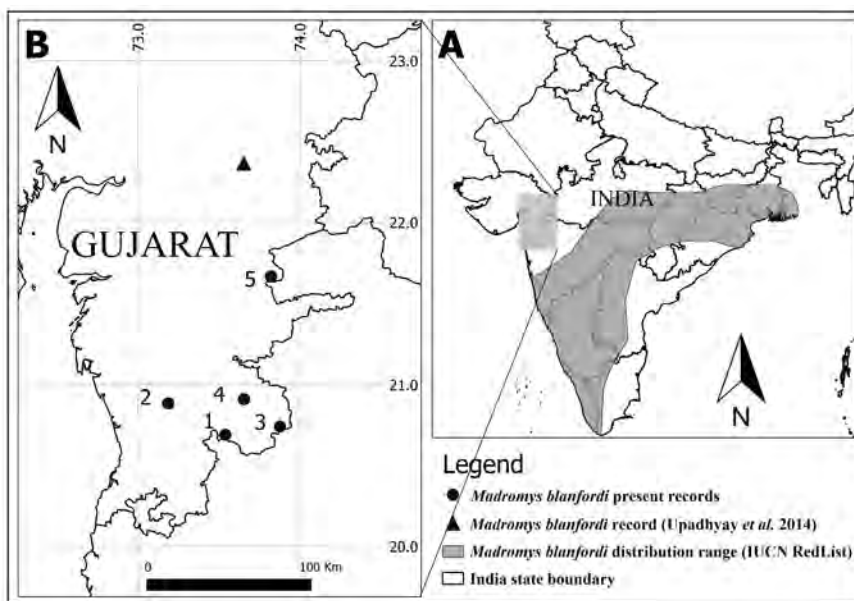 B
73.0
74.0
23.0
N
22.0
GUJARAT
5
21.0
2
4
1
3
20.0
0
100 Km
A
INDIA
N
Legend
Madromys blanfordi present records
Madromys blanfordi record (Upadhyay et al. 2014)
Madromys blanfordi distribution range (IUCN RedList)
India state boundary